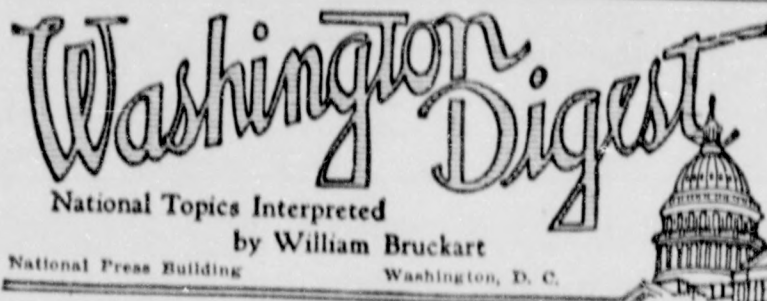 Washington
Digest
National Topics Interpreted
by William Bruckart
National Press Building Washington, D. C.